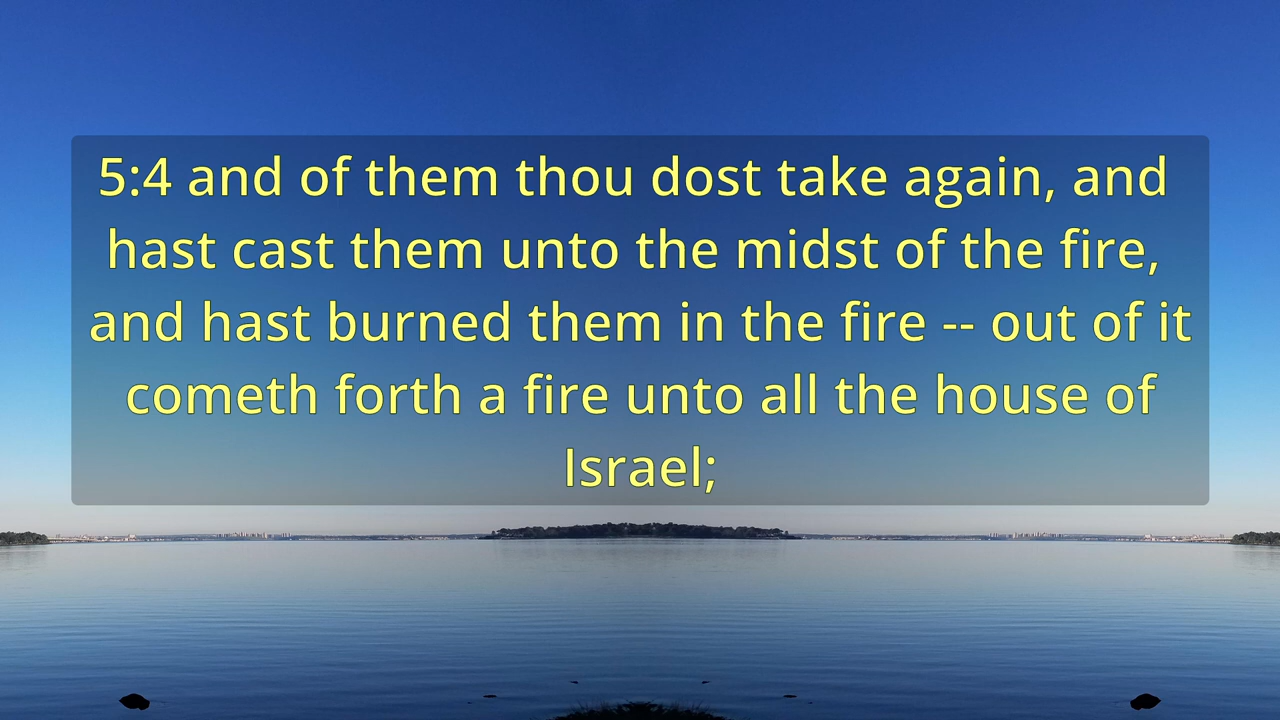 5:4 and of them thou dost take again, and
hast cast them unto the midst of the fire,
and hast burned them in the fire -- out of it
cometh forth a fire unto all the house of
Israel;